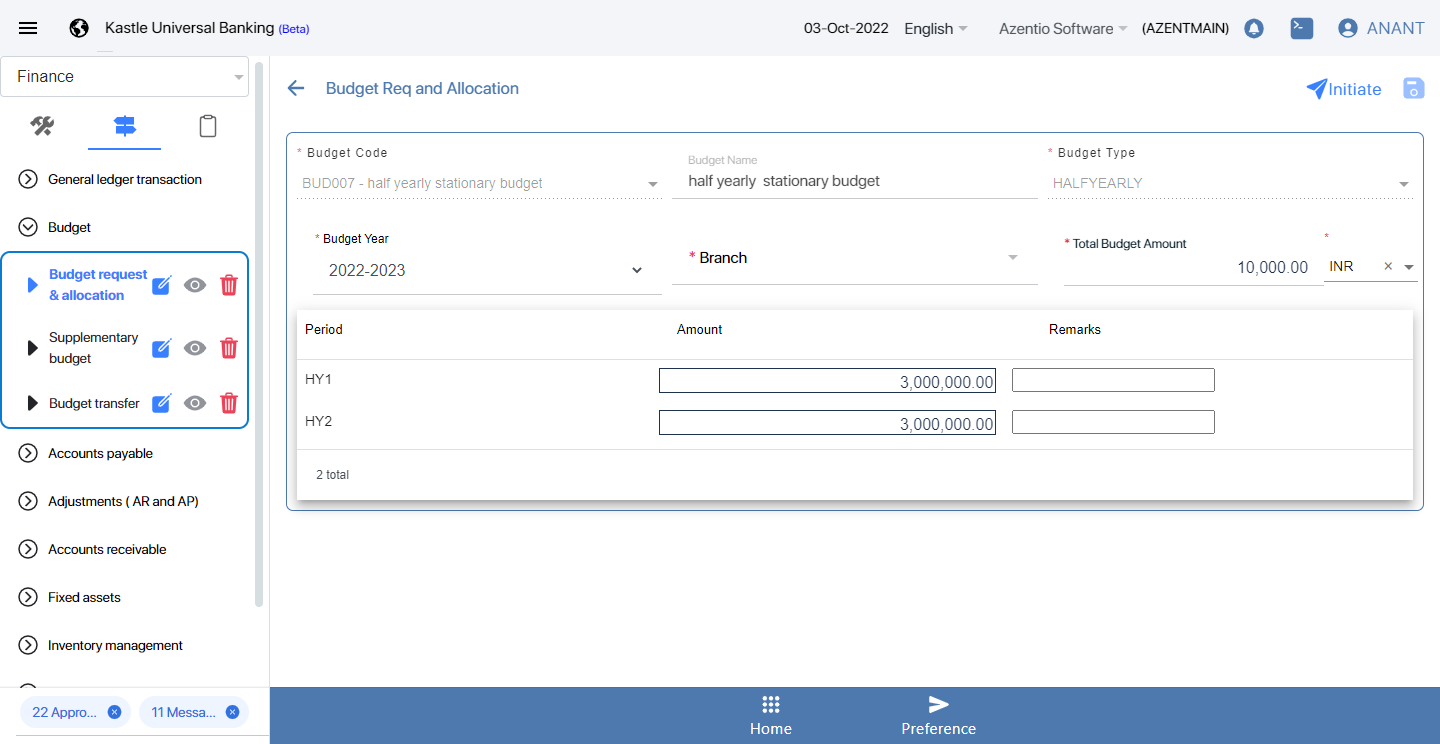 Kastle Universal Banking (Beta)
03-Oct-2022
English
Azentio Software
(AZENTMAIN)
ANANT
Finance
General ledger transaction
Budget
Budget request
& allocation
Supplementary
budget
Budget transfer
Accounts payable
Adjustments ( AR and AP)
Accounts receivable
Fixed assets
Inventory management
22 Appro...
11 Messa...
Budget Req and Allocation
Initiate
* Budget Code
BUD007 - half yearly stationary budget
Budget Name
half yearly  stationary budget
* Budget Type
HALFYEARLY
* Budget Year
2022-2023
* Branch
* Total Budget Amount
10,000.00
*
INR
Period Amount Remarks
HY1 3,000,000.00
HY2 3,000,000.00
2 total
Home
Preference